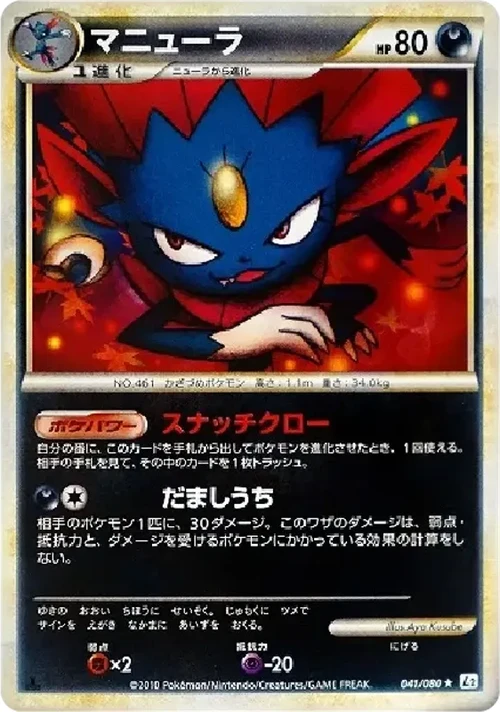 マニューラ HP 80
1進化 ニューラから進化
NO.461 かぎづめポケモン 高さ：1.1m 重さ：34.0kg
ポケパワー スナッチクロー
自分の番に、このカードを手札から出してポケモンを進化させたとき、1回使える。
相手の手札を見て、その中のカードを1枚トラッシュ。
だましうち
相手のポケモン1匹に、30ダメージ。このワザのダメージは、弱点・
抵抗力と、ダメージを受けるポケモンにかかっている効果の計算をし
ない。
ゆきの おおい ちほうに せいそく。じゅもくに ツメで
サインを えがき なかまに あいずを おくる。
Illus. Aya Kusube
弱点 抵抗力 にげる
×2 -20
©2010 Pokémon/Nintendo/Creatures/GAME FREAK. 041/080 ★ L2